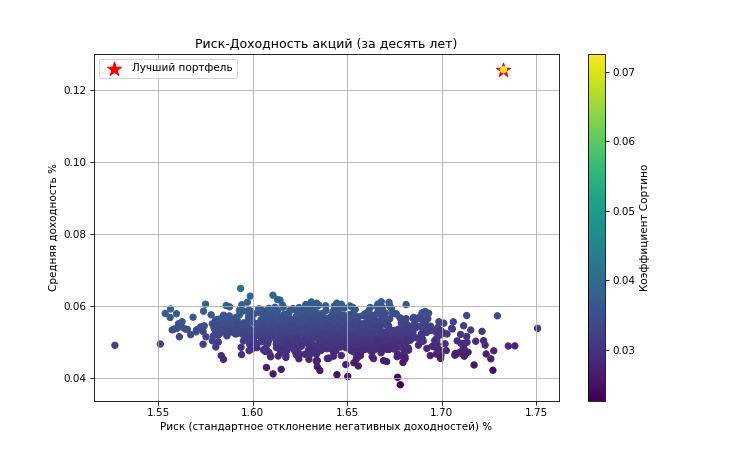 Риск-Доходность акций (за десять лет)
Лучший портфель
Средняя доходность %
0.12
0.10
0.08
0.06
0.04
1.55 1.60 1.65 1.70 1.75
Риск (стандартное отклонение негативных доходностей) %
0.07
0.06
0.05
0.04
0.03
Коэффициент Сортино